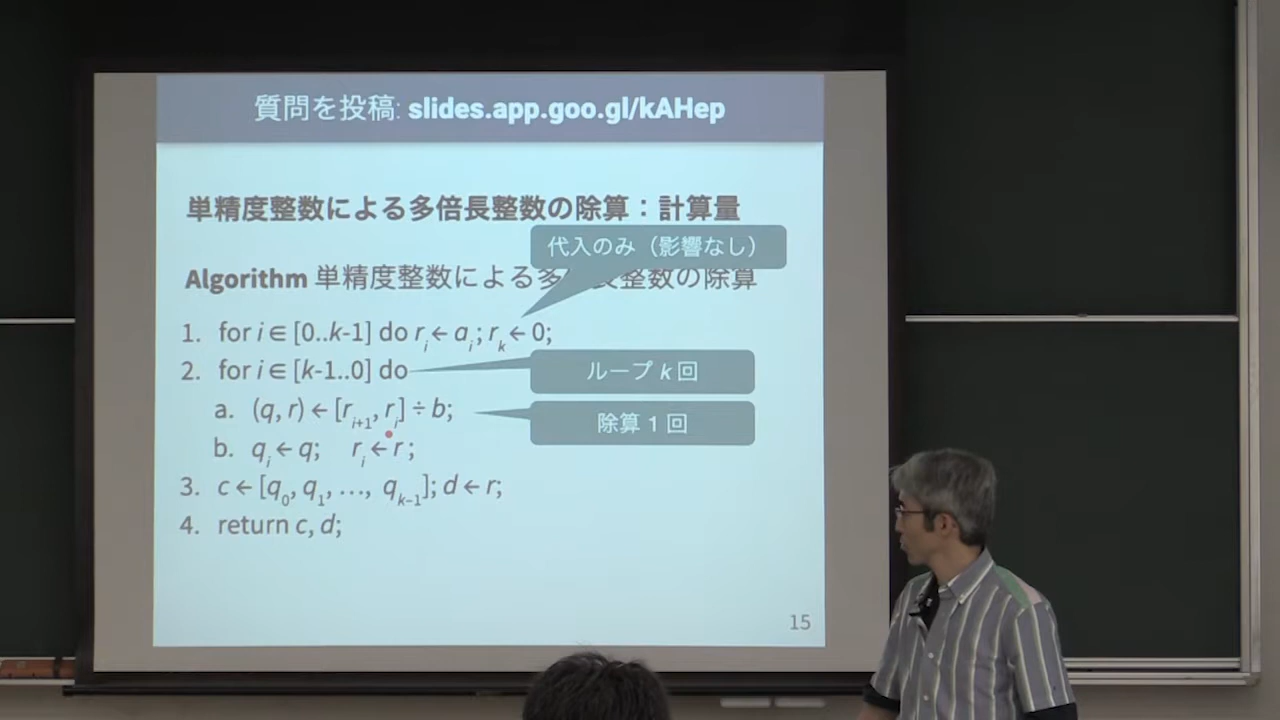 質問を投稿: slides.app.goo.gl/kAHep
単精度整数による多倍長整数の除算：計算量
代入のみ（影響なし）
Algorithm 単精度整数による多 長整数の除算
1. for i ∈ [0..k-1] do r_i ← a_i ; r_k ← 0;
2. for i ∈ [k-1..0] do
ループ k 回
a. (q, r) ← [r_{i+1}, r_i] ÷ b;
除算 1 回
b. q_i ← q; r_i ← r ;
3. c ← [q_0, q_1, …, q_{k-1}]; d ← r;
4. return c, d;
15